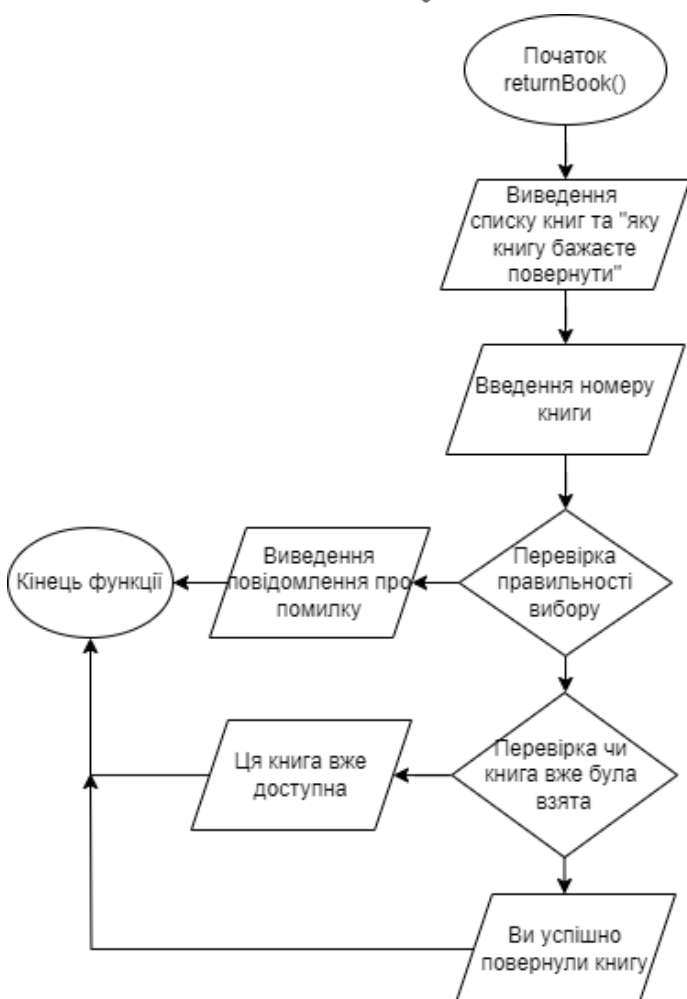 Початок
returnBook()
Виведення
списку книг та "яку
книгу бажаєте
повернути"
Введення номеру
книги
Перевірка
правильності
вибору
Виведення
повідомлення про
помилку
Кінець функції
Перевірка чи
книга вже була
взята
Ця книга вже
доступна
Ви успішно
повернули книгу